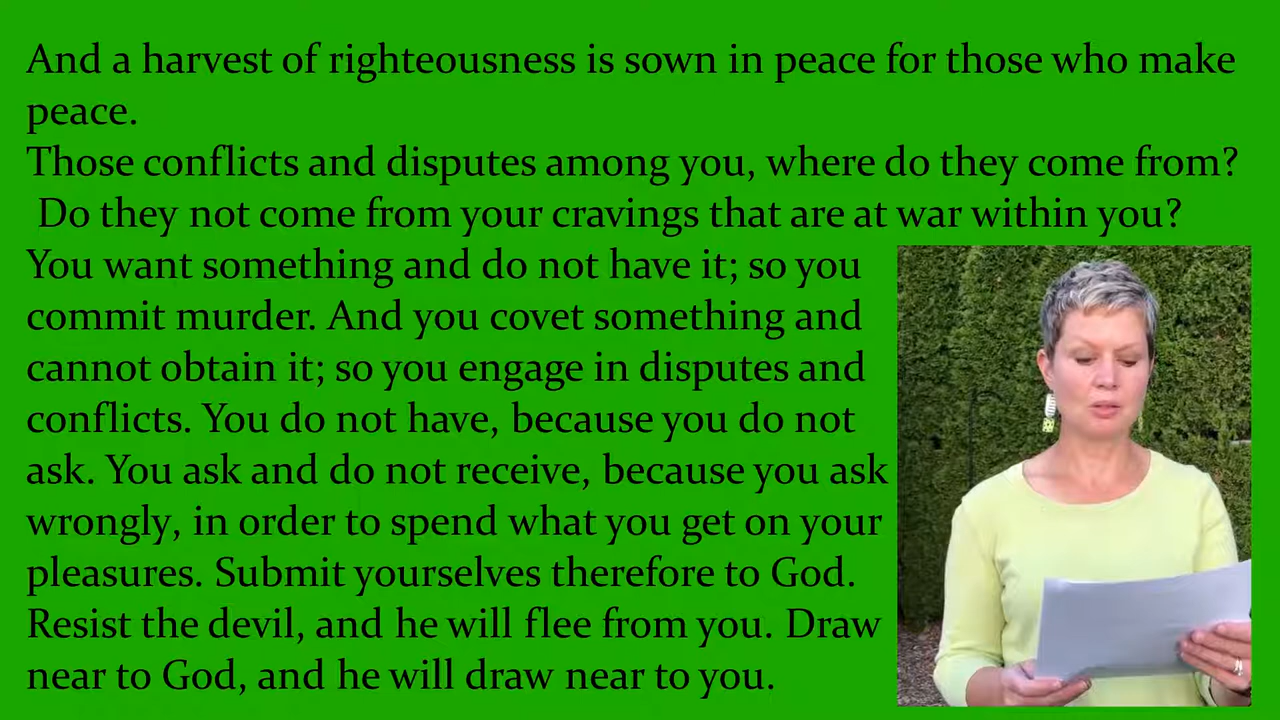 And a harvest of righteousness is sown in peace for those who make
peace.
Those conflicts and disputes among you, where do they come from?
Do they not come from your cravings that are at war within you?
You want something and do not have it; so you
commit murder. And you covet something and
cannot obtain it; so you engage in disputes and
conflicts. You do not have, because you do not
ask. You ask and do not receive, because you ask
wrongly, in order to spend what you get on your
pleasures. Submit yourselves therefore to God.
Resist the devil, and he will flee from you. Draw
near to God, and he will draw near to you.